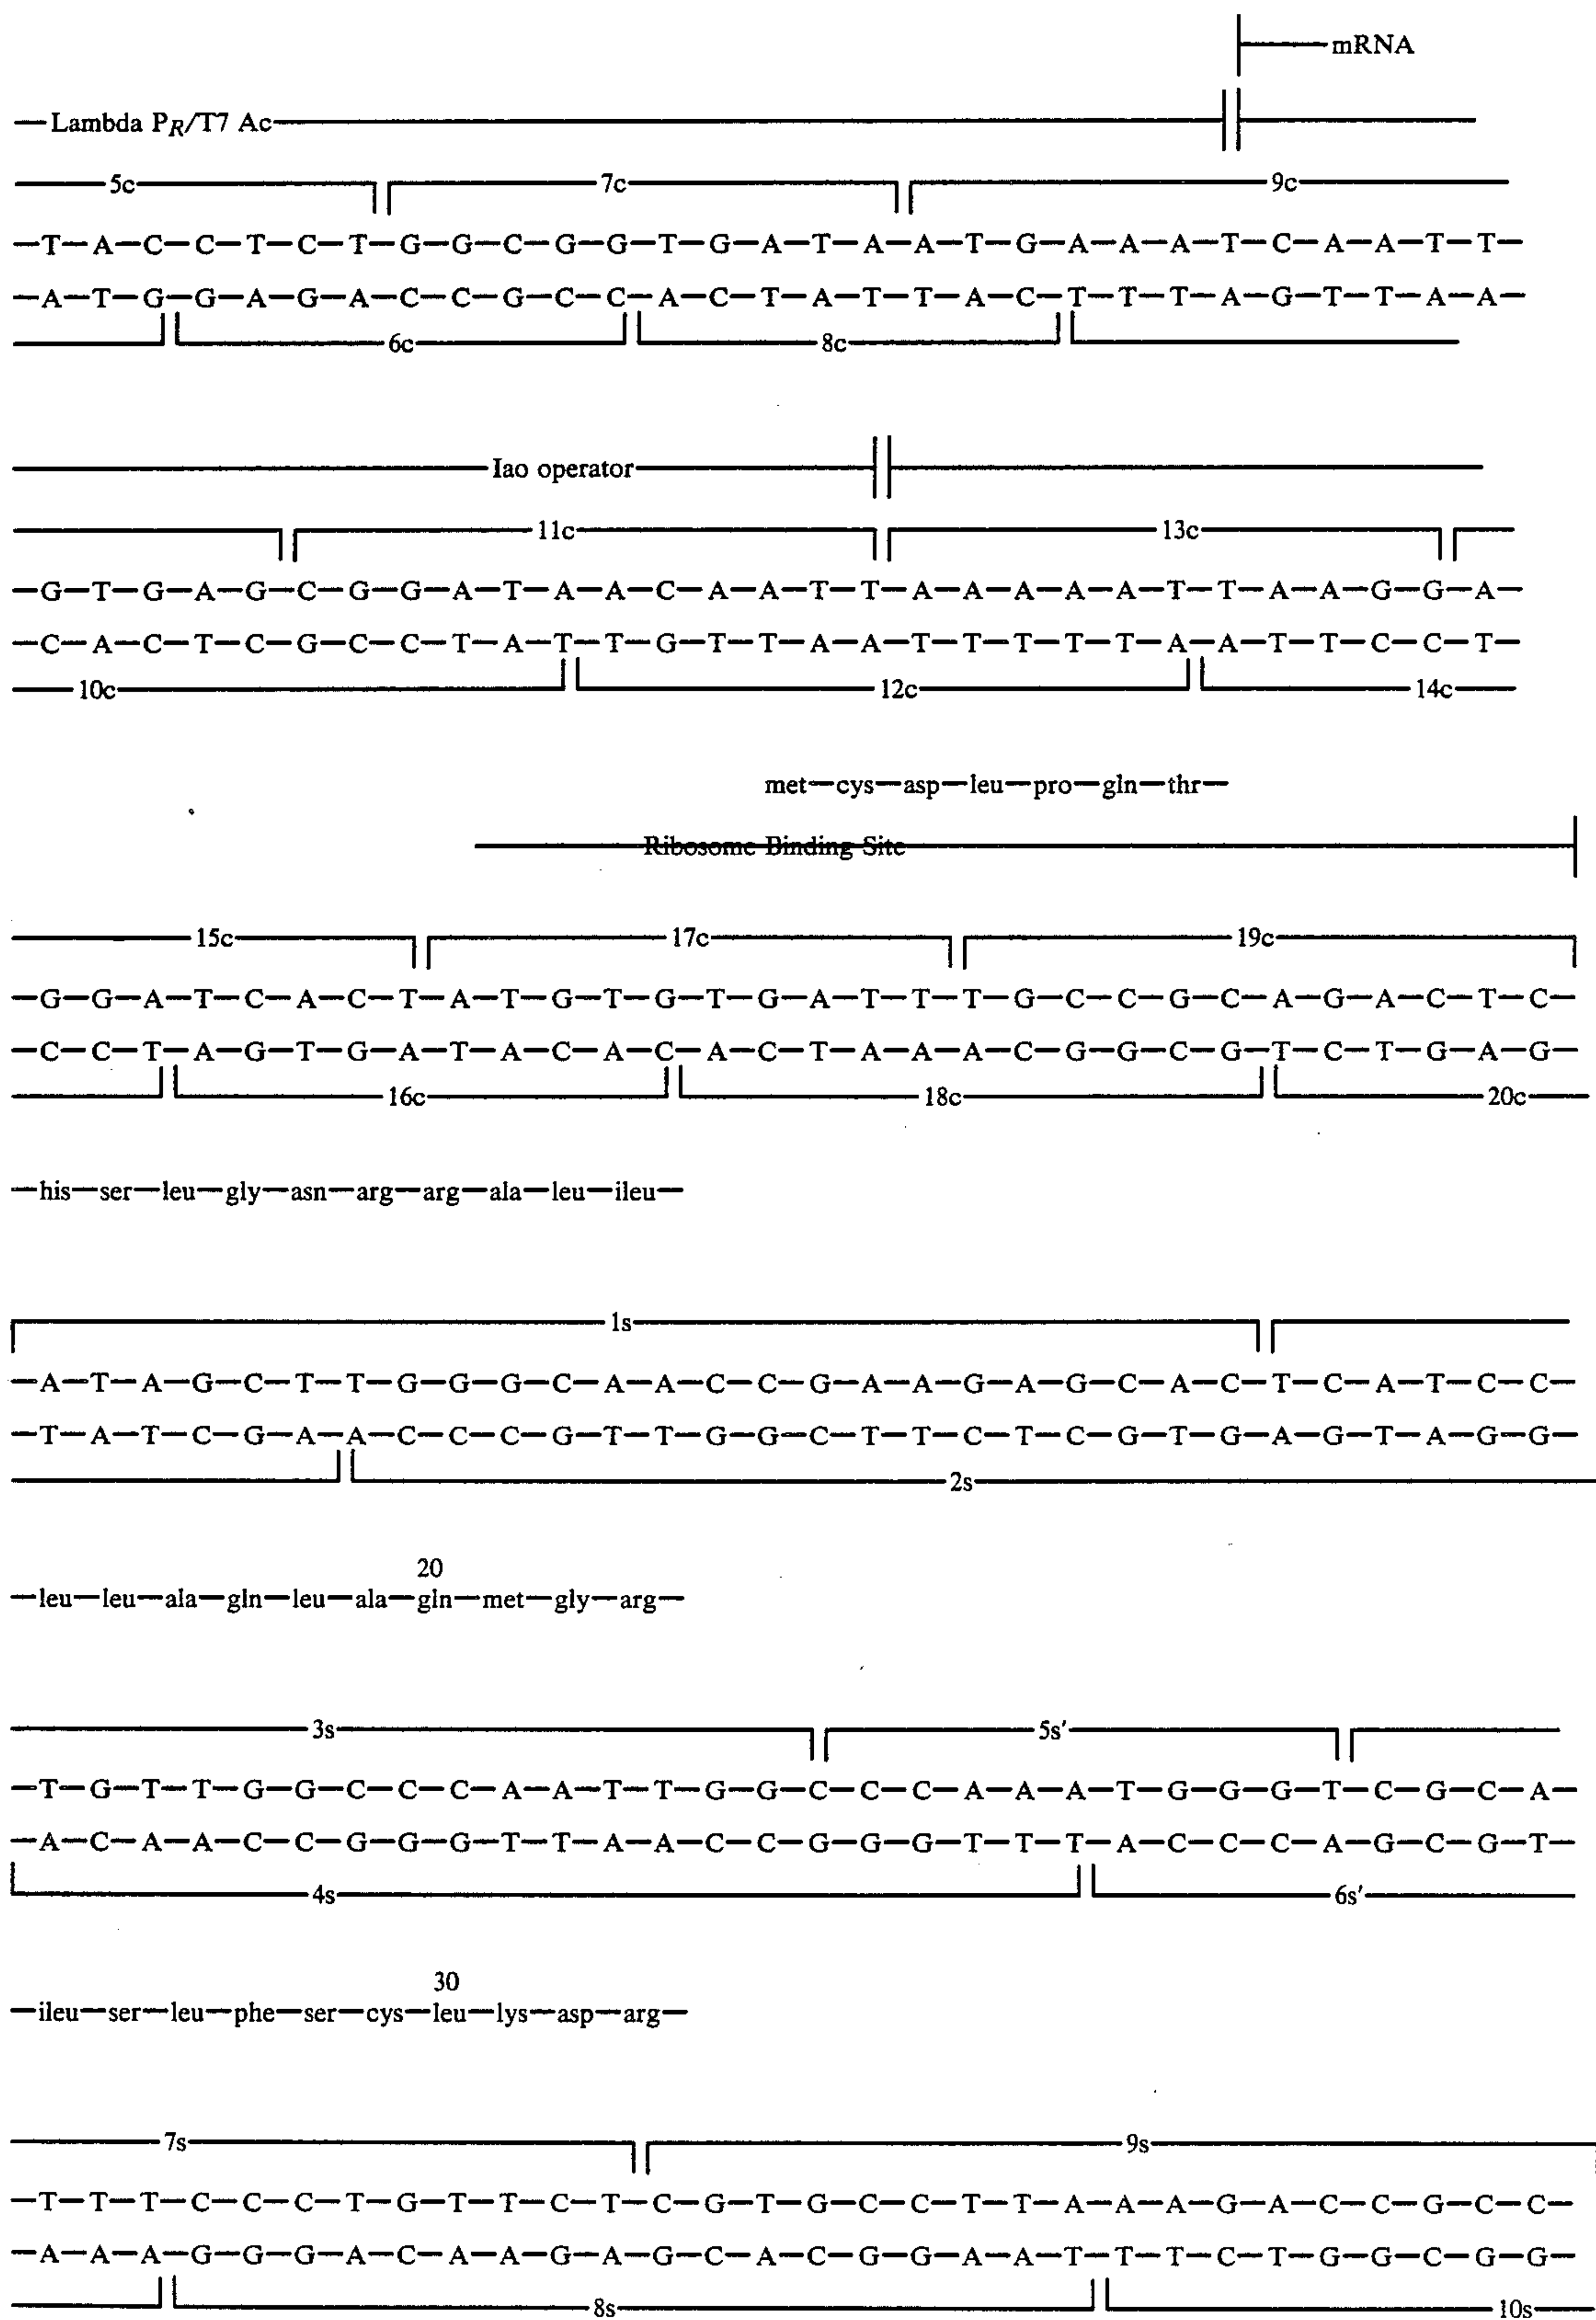 mRNA
Lambda PR/T7 Ac
5c 7c 9c
—T—A—C—C—T—C—T—G—G—C—G—G—T—G—A—T—A—A—T—G—A—A—A—T—C—A—A—T—T—
—A—T—G—G—A—G—A—C—C—G—C—C—A—C—T—A—T—T—A—C—T—T—T—A—G—T—T—A—A—
6c 8c
Iao operator
11c 13c
—G—T—G—A—G—C—G—G—A—T—A—A—C—A—A—T—T—A—A—A—A—A—T—T—A—A—G—G—A—
—C—A—C—T—C—G—C—C—T—A—T—T—G—T—T—A—A—T—T—T—T—T—A—A—T—T—C—C—T—
10c 12c 14c
met—cys—asp—leu—pro—gln—thr—
Ribosome Binding Site
15c 17c 19c
—G—G—A—T—C—A—C—T—A—T—G—T—G—T—G—A—T—T—T—G—C—C—G—C—A—G—A—C—T—C—
—C—C—T—A—G—T—G—A—T—A—C—A—C—A—C—T—A—A—A—C—G—G—C—G—T—C—T—G—A—G—
16c 18c 20c
—his—ser—leu—gly—asn—arg—arg—ala—leu—ileu—
1s
—A—T—A—G—C—T—T—G—G—G—C—A—A—C—C—G—A—A—G—A—G—C—A—C—T—C—A—T—C—C—
—T—A—T—C—G—A—A—C—C—C—G—T—T—G—G—C—T—T—C—T—C—G—T—G—A—G—T—A—G—G—
2s
20
—leu—leu—ala—gln—leu—ala—gln—met—gly—arg—
3s 5s′
—T—G—T—T—G—G—C—C—C—A—A—T—T—G—G—C—C—C—A—A—A—T—G—G—G—T—C—G—C—A—
—A—C—A—A—C—C—G—G—G—T—T—A—A—C—C—G—G—G—T—T—T—A—C—C—C—A—G—C—G—T—
4s 6s′
30
—ileu—ser—leu—phe—ser—cys—leu—lys—asp—arg—
7s 9s
—T—T—T—C—C—C—T—G—T—T—C—T—C—G—T—G—C—C—T—T—A—A—A—G—A—C—C—G—C—C—
—A—A—A—G—G—G—A—C—A—A—G—A—G—C—A—C—G—G—A—A—T—T—T—C—T—G—G—C—G—G—
8s 10s